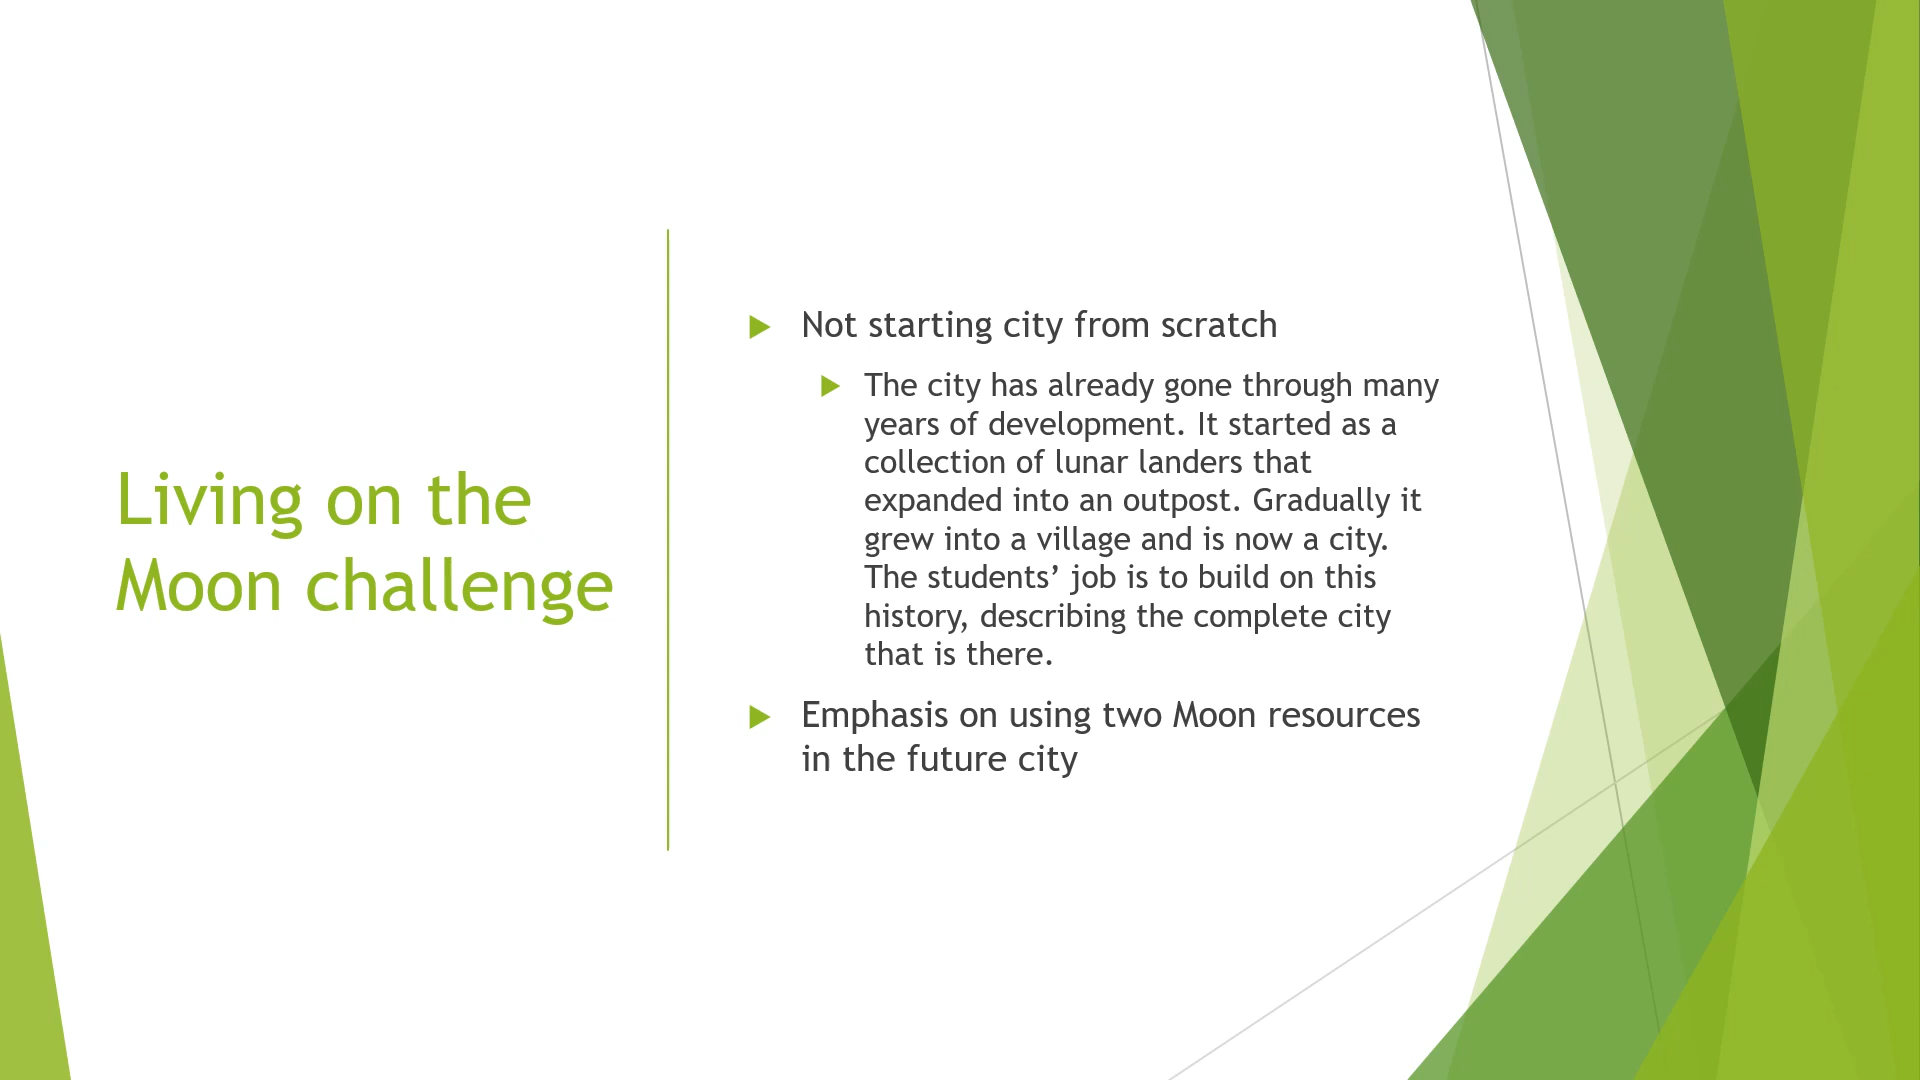 Living on the
Moon challenge
Not starting city from scratch
The city has already gone through many
years of development. It started as a
collection of lunar landers that
expanded into an outpost. Gradually it
grew into a village and is now a city.
The students’ job is to build on this
history, describing the complete city
that is there.
Emphasis on using two Moon resources
in the future city